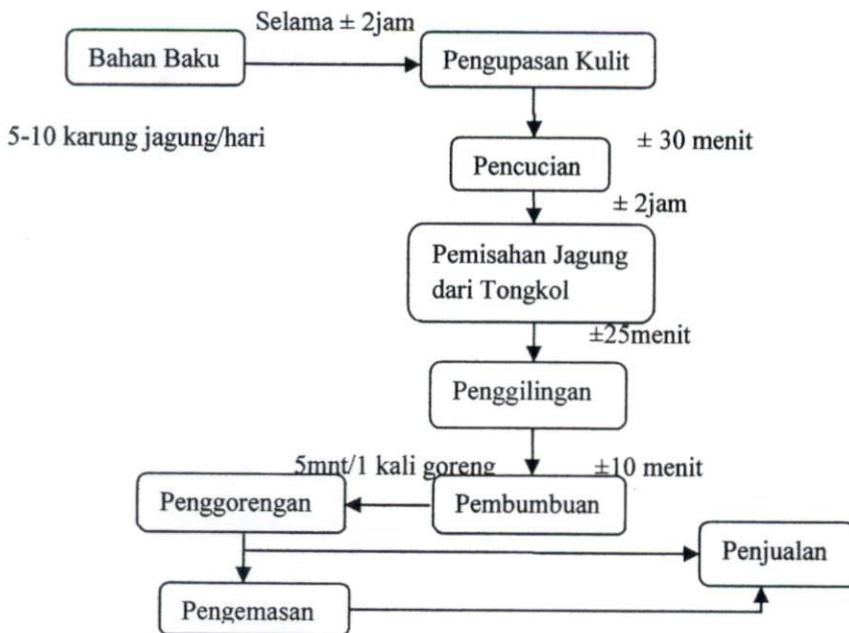 Selama ± 2jam
Bahan Baku
Pengupasan Kulit
5-10 karung jagung/hari
± 30 menit
Pencucian
± 2jam
Pemisahan Jagung
dari Tongkol
±25menit
Penggilingan
5mnt/1 kali goreng
±10 menit
Penggorengan
Pembumbuan
Penjualan
Pengemasan